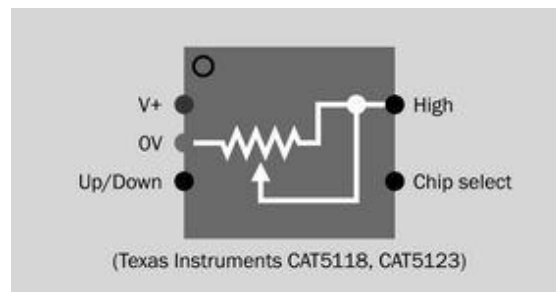 V+
High
0V
Up/Down
Chip select
(Texas Instruments CAT5118, CAT5123)